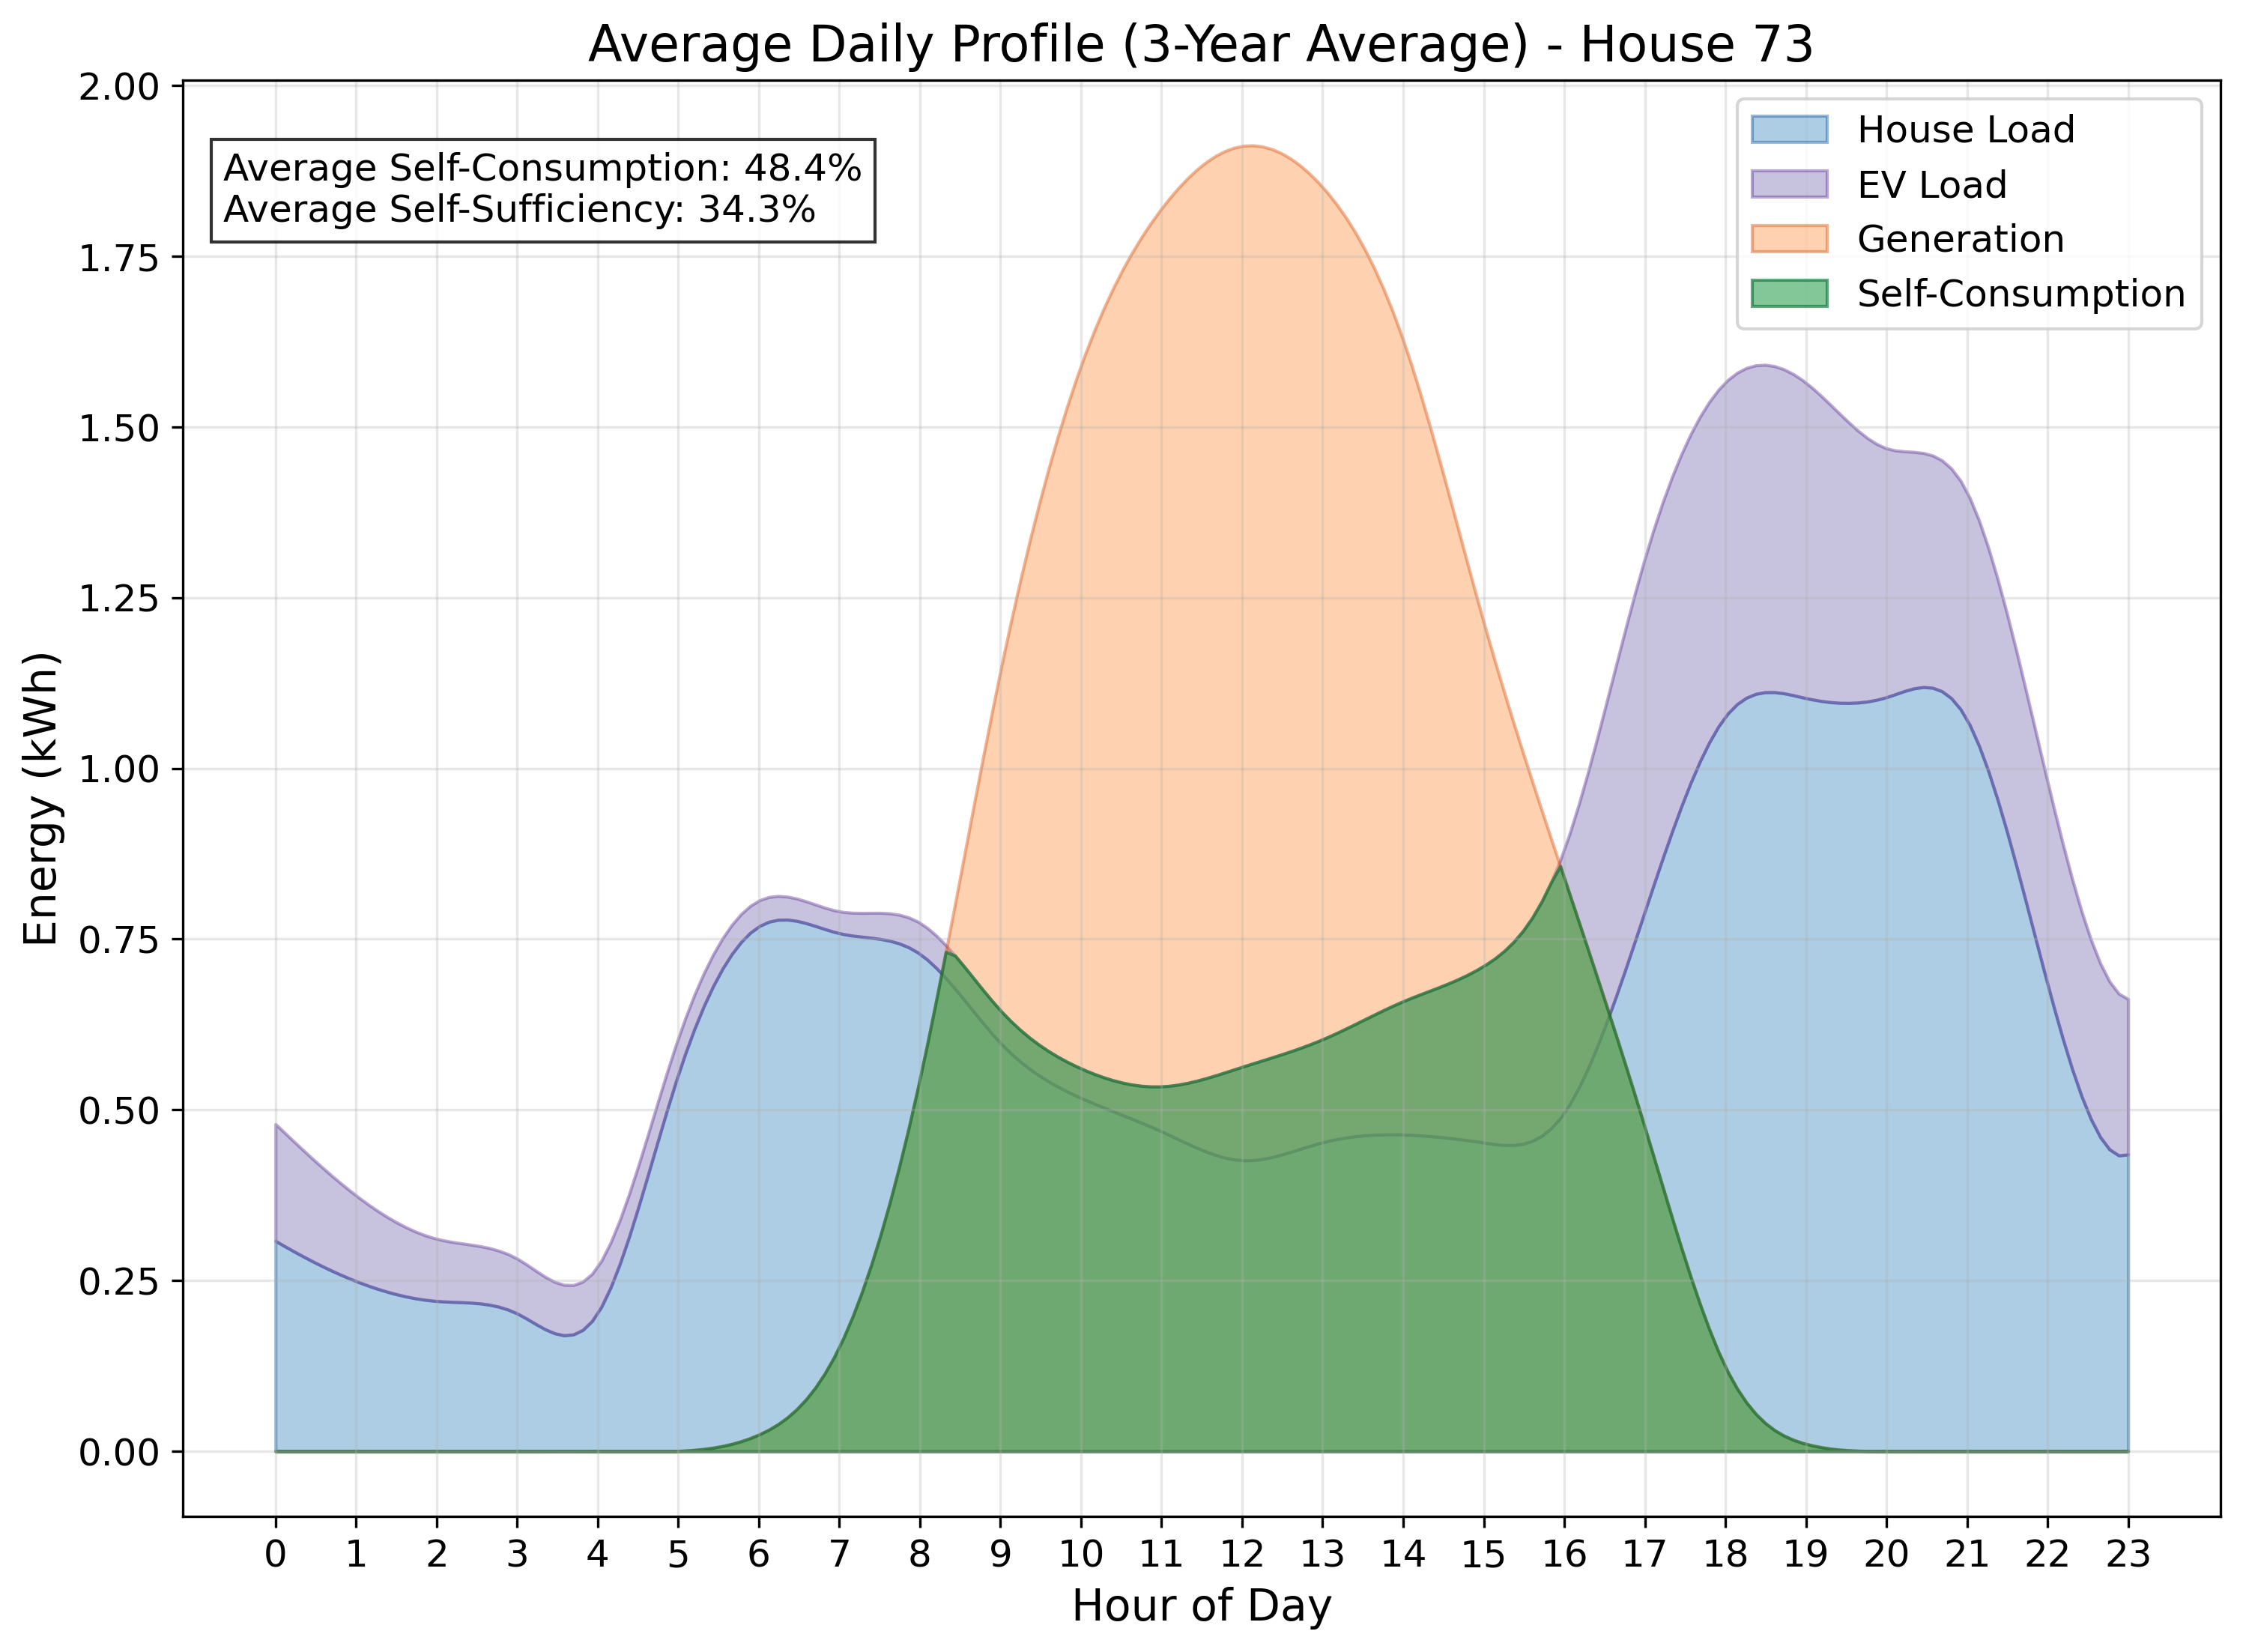 Average Daily Profile (3-Year Average) - House 73
2.00
1.75
1.50
1.25
1.00
0.75
0.50
0.25
0.00
Energy (kWh)
Average Self-Consumption: 48.4%
Average Self-Sufficiency: 34.3%
House Load
EV Load
Generation
Self-Consumption
0 1 2 3 4 5 6 7 8 9 10 11 12 13 14 15 16 17 18 19 20 21 22 23
Hour of Day